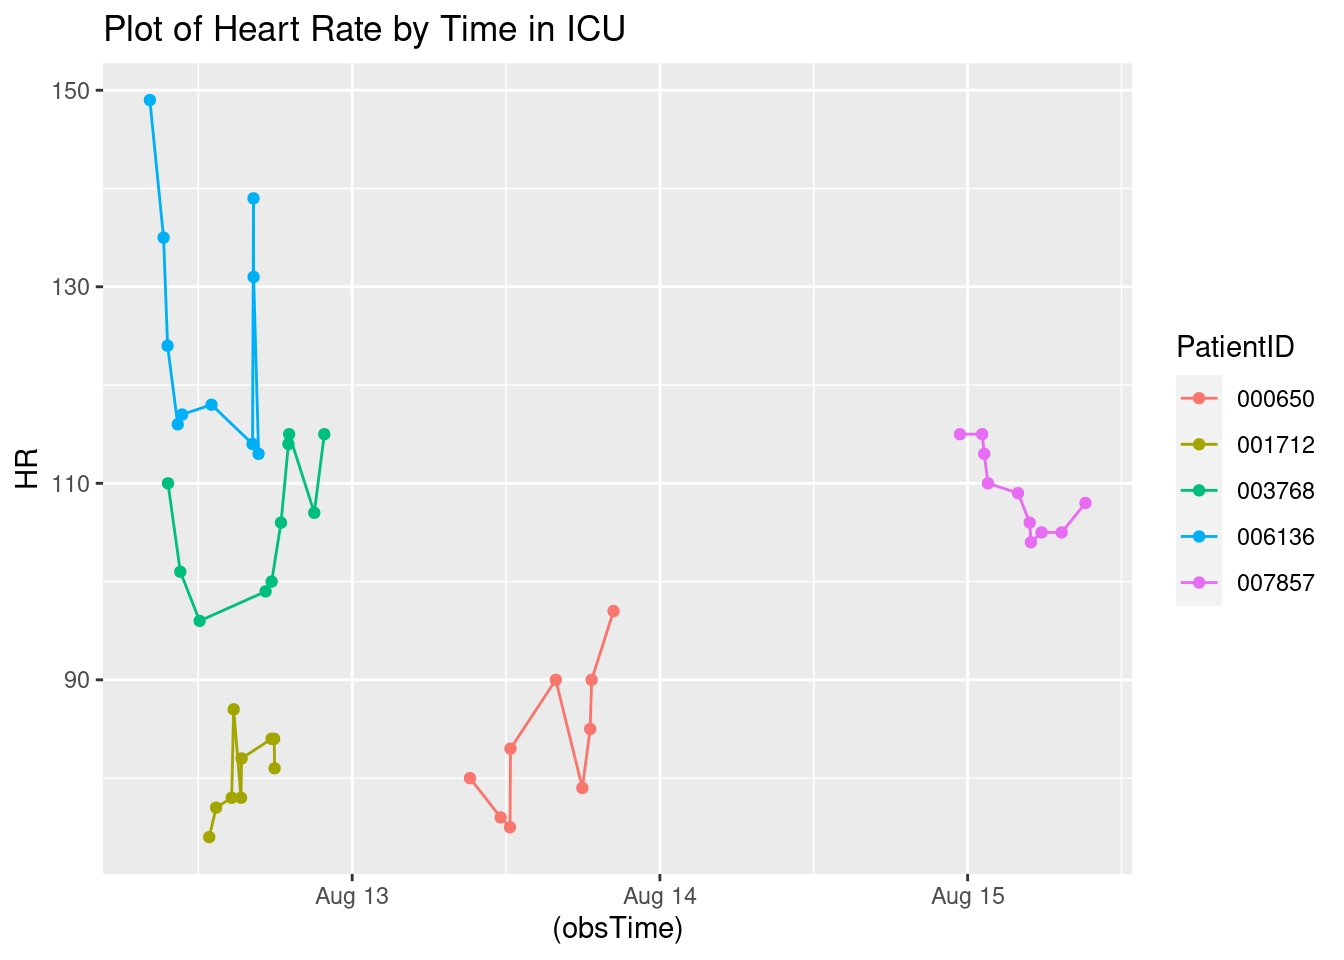 Plot of Heart Rate by Time in ICU
150
130
110
90
HR
Aug 13
Aug 14
Aug 15
(obsTime)
PatientID
000650
001712
003768
006136
007857